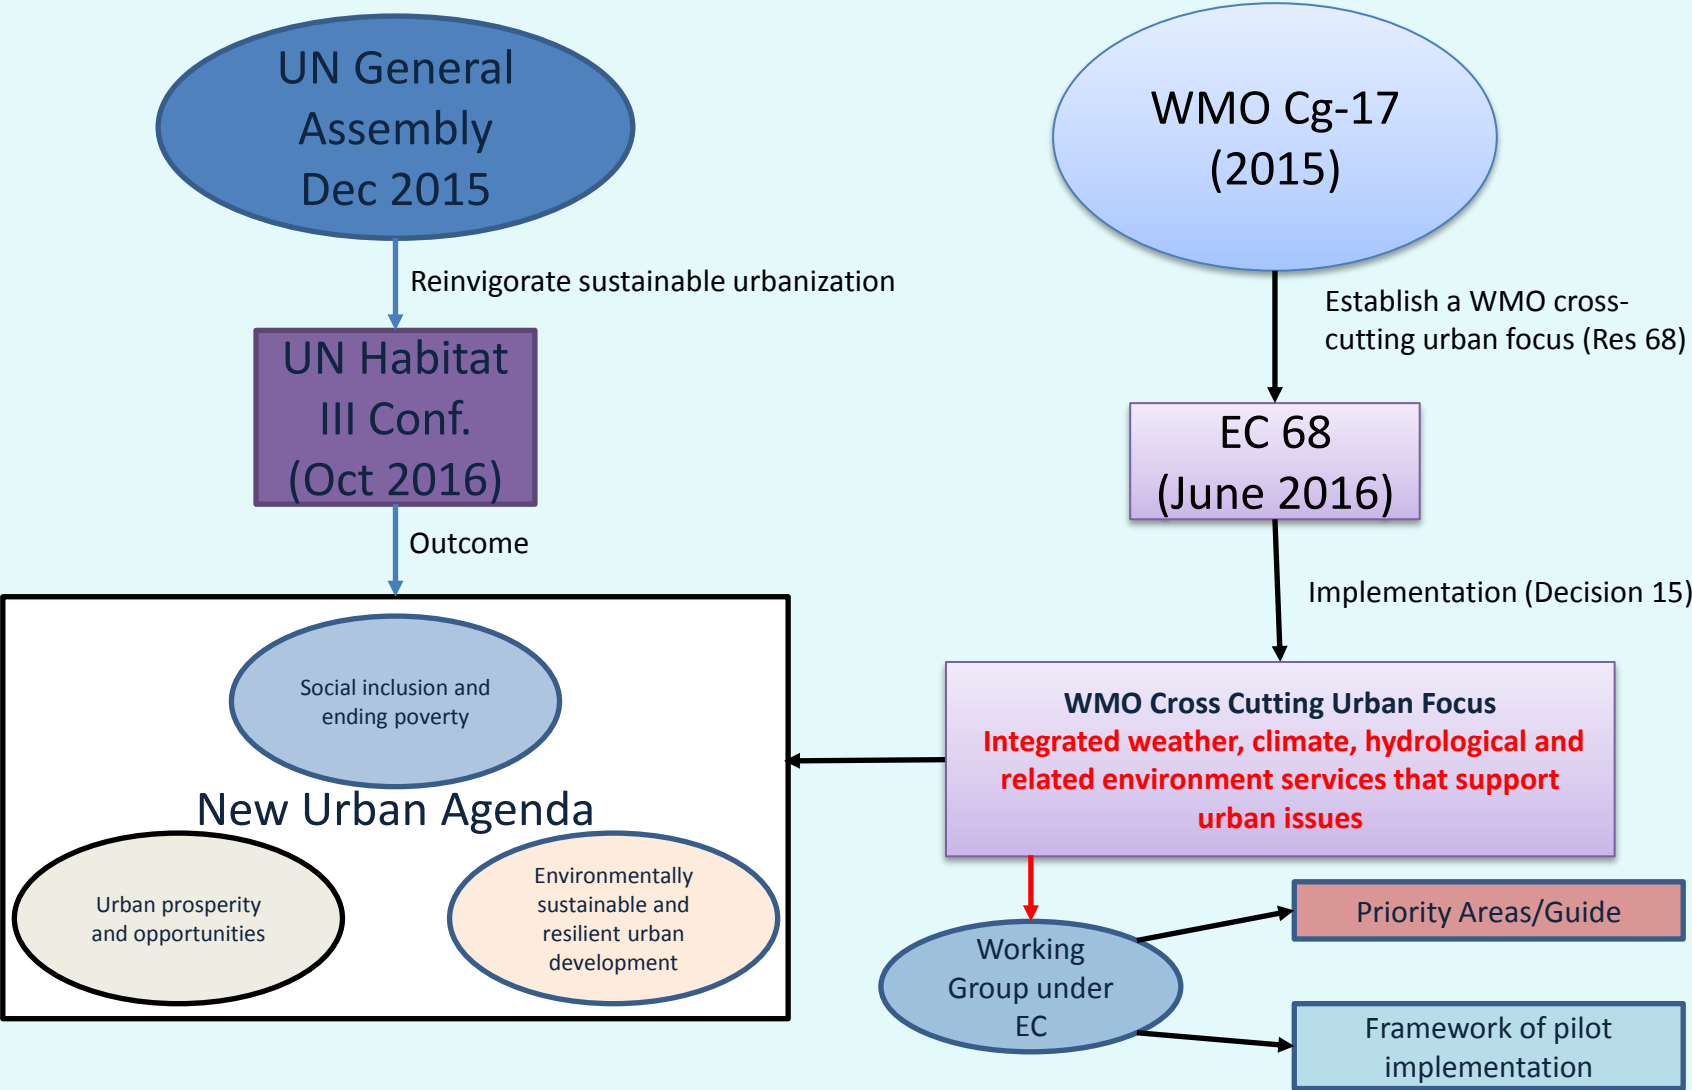 UN General
Assembly
Dec 2015
Reinvigorate sustainable urbanization
UN Habitat
III Conf.
(Oct 2016)
Outcome
Social inclusion and
ending poverty
New Urban Agenda
Urban prosperity
and opportunities
Environmentally
sustainable and
resilient urban
development
WMO Cg-17
(2015)
Establish a WMO cross-
cutting urban focus (Res 68)
EC 68
(June 2016)
Implementation (Decision 15)
WMO Cross Cutting Urban Focus
Integrated weather, climate, hydrological and
related environment services that support
urban issues
Working
Group under
EC
Priority Areas/Guide
Framework of pilot
implementation